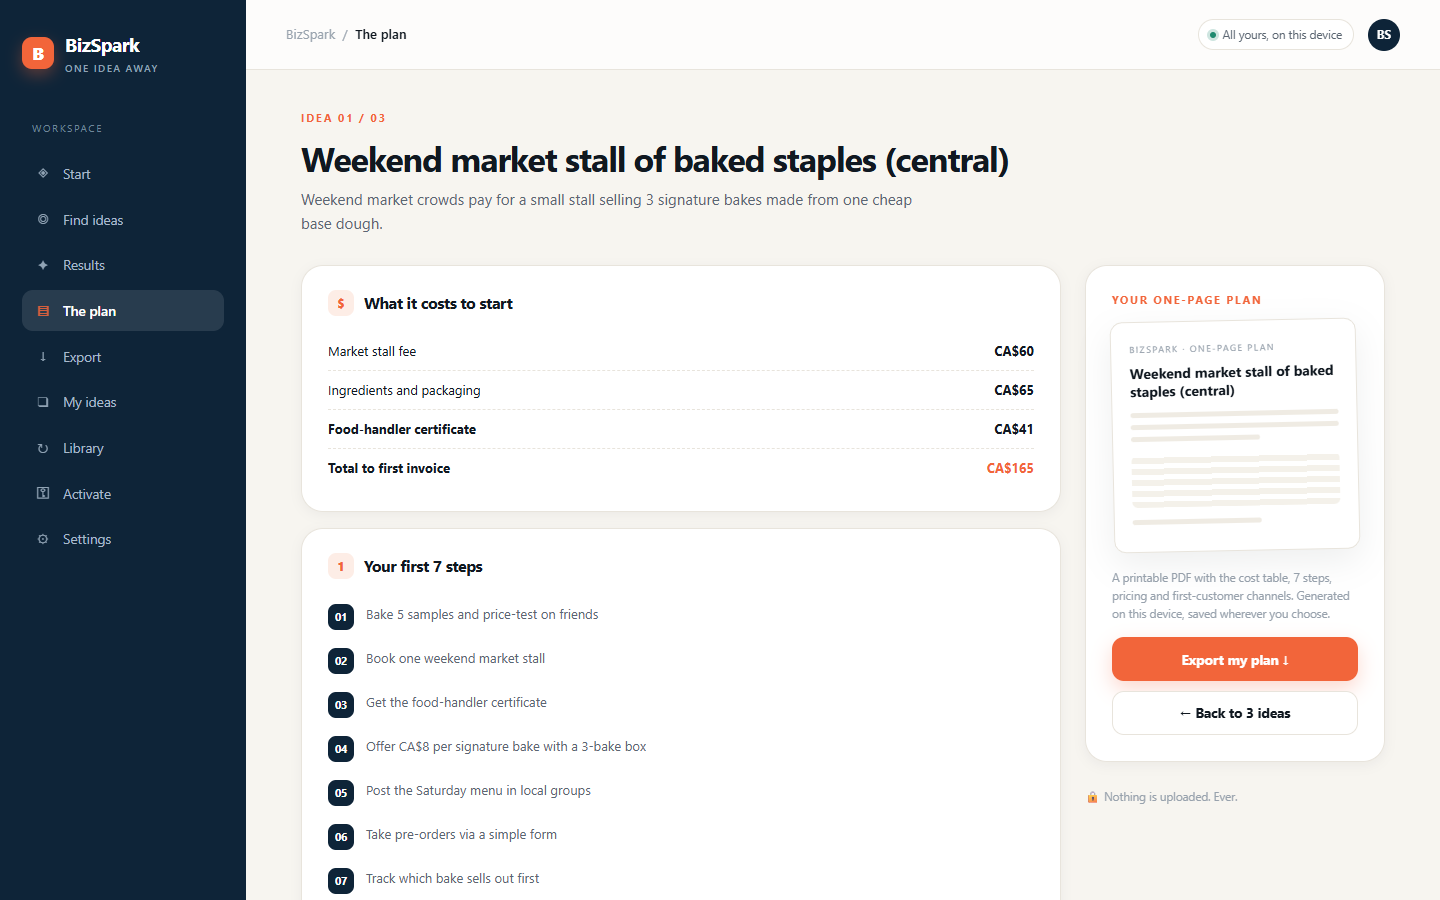 BizSpark
ONE IDEA AWAY
WORKSPACE
Start
Find ideas
Results
The plan
Export
My ideas
Library
Activate
Settings
BizSpark / The plan
All yours, on this device
BS
IDEA 01 / 03
Weekend market stall of baked staples (central)
Weekend market crowds pay for a small stall selling 3 signature bakes made from one cheap
base dough.
$ What it costs to start
Market stall fee CA$60
Ingredients and packaging CA$65
Food-handler certificate CA$41
Total to first invoice CA$165
1 Your first 7 steps
01 Bake 5 samples and price-test on friends
02 Book one weekend market stall
03 Get the food-handler certificate
04 Offer CA$8 per signature bake with a 3-bake box
05 Post the Saturday menu in local groups
06 Take pre-orders via a simple form
07 Track which bake sells out first
YOUR ONE-PAGE PLAN
BIZSPARK · ONE-PAGE PLAN
Weekend market stall of baked
staples (central)
A printable PDF with the cost table, 7 steps,
pricing and first-customer channels. Generated
on this device, saved wherever you choose.
Export my plan ↓
← Back to 3 ideas
Nothing is uploaded. Ever.